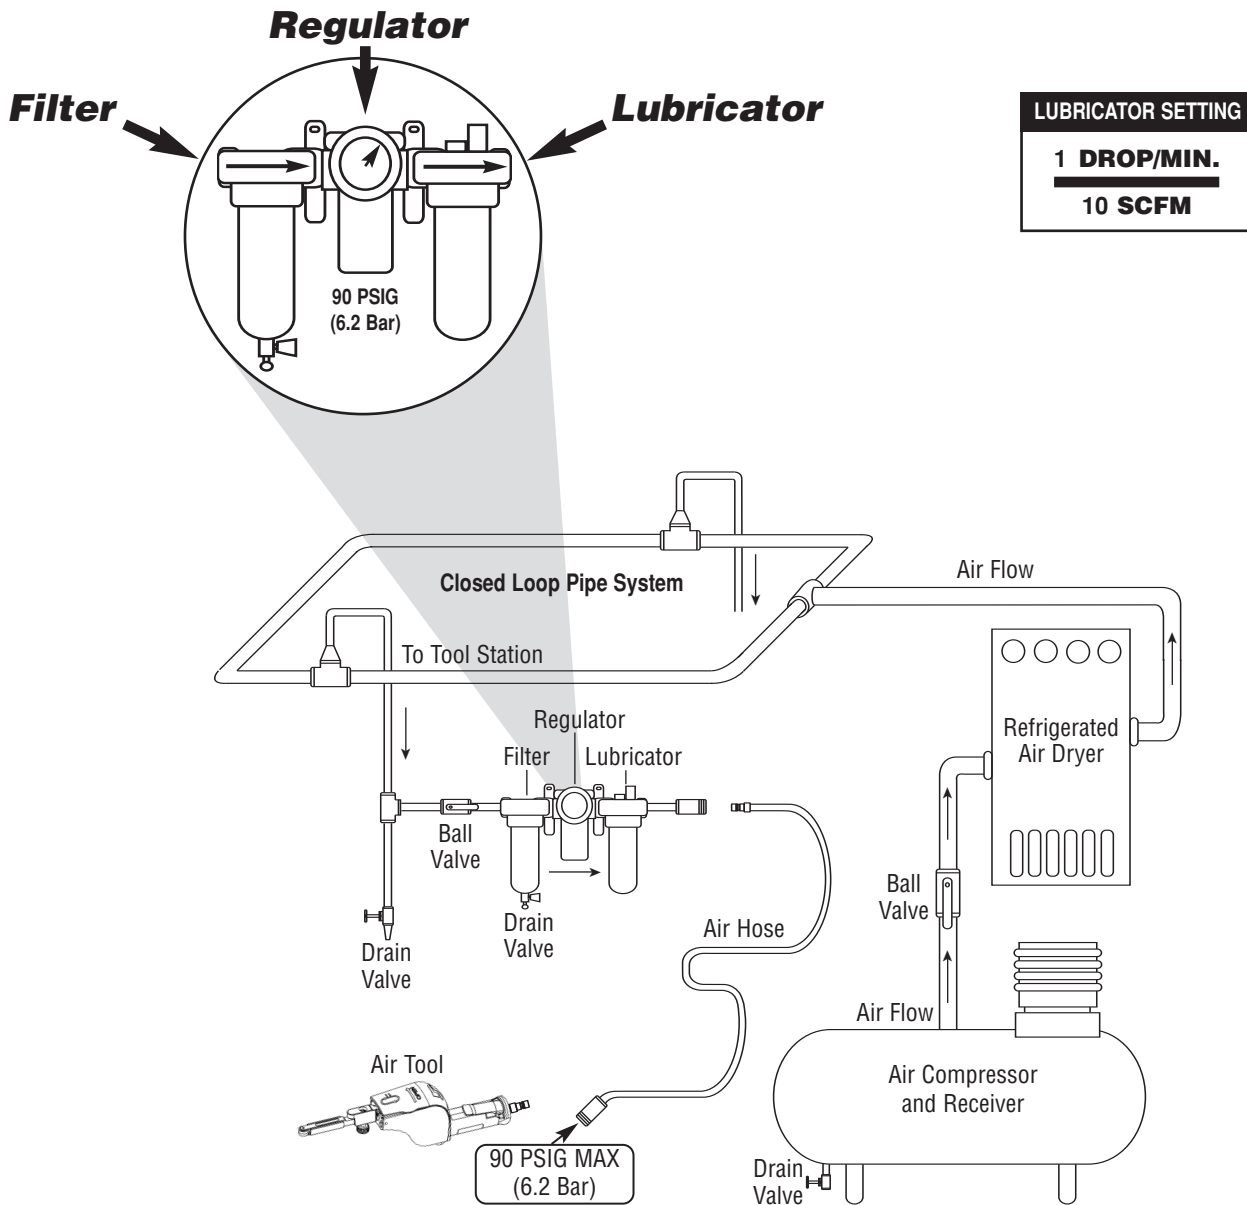 Regulator
Filter
Lubricator
LUBRICATOR SETTING
1 DROP/MIN.
10 SCFM
90 PSIG
(6.2 Bar)
Closed Loop Pipe System
Air Flow
To Tool Station
Regulator
Filter
Lubricator
Refrigerated
Air Dryer
Ball
Valve
Drain
Valve
Drain
Valve
Air Hose
Ball
Valve
Air Flow
Air Tool
Air Compressor
and Receiver
90 PSIG MAX
(6.2 Bar)
Drain
Valve